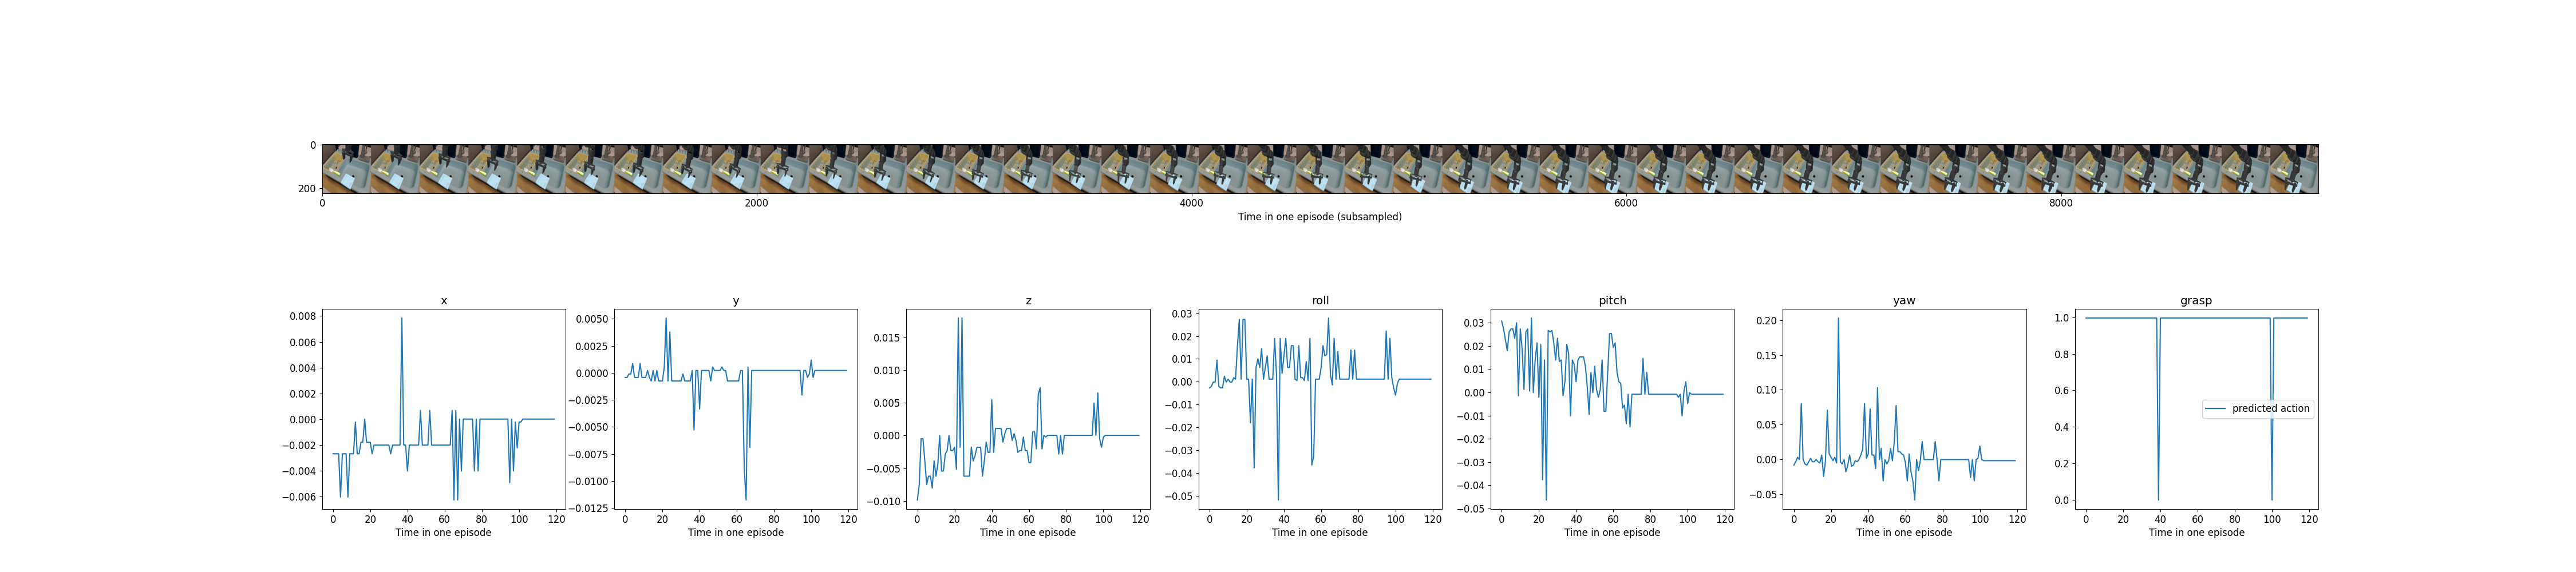 0
200
0 2000 4000 6000 8000
Time in one episode (subsampled)
x
0.008
0.006
0.004
0.002
0.000
−0.002
−0.004
−0.006
0 20 40 60 80 100 120
Time in one episode
y
0.0050
0.0025
0.0000
−0.0025
−0.0050
−0.0075
−0.0100
−0.0125
0 20 40 60 80 100 120
Time in one episode
z
0.015
0.010
0.005
0.000
−0.005
−0.010
0 20 40 60 80 100 120
Time in one episode
roll
0.03
0.02
0.01
0.00
−0.01
−0.02
−0.03
−0.04
−0.05
0 20 40 60 80 100 120
Time in one episode
pitch
0.03
0.02
0.01
0.00
−0.01
−0.02
−0.03
−0.04
−0.05
0 20 40 60 80 100 120
Time in one episode
yaw
0.20
0.15
0.10
0.05
0.00
−0.05
0 20 40 60 80 100 120
Time in one episode
grasp
1.0
0.8
0.6
0.4
0.2
0.0
predicted action
0 20 40 60 80 100 120
Time in one episode